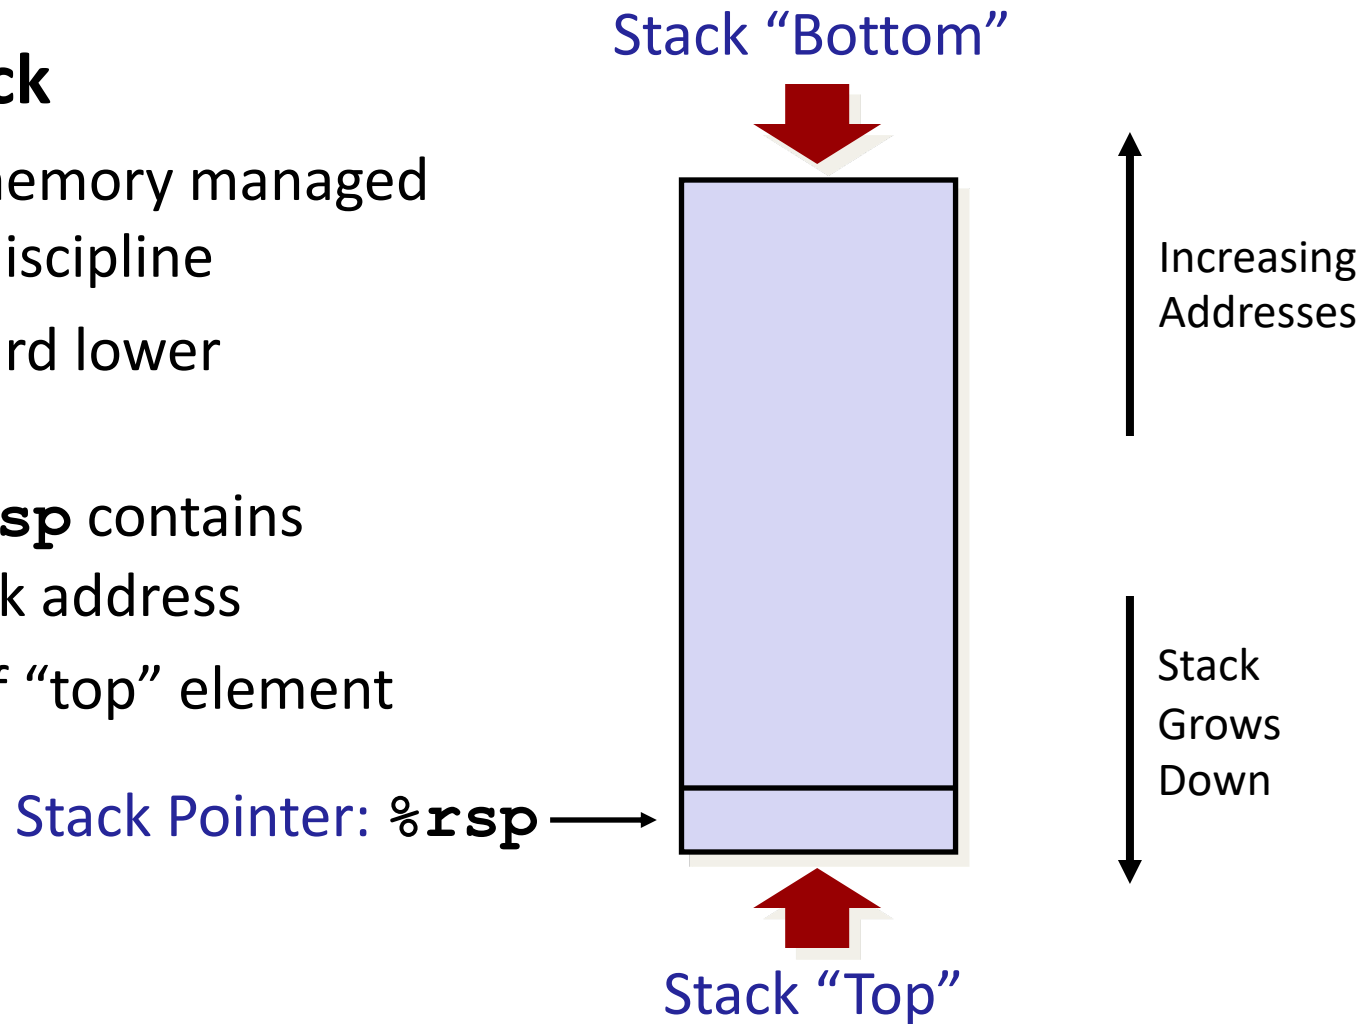 Stack “Bottom”
ck
emory managed
iscipline
rd lower
sp contains
k address
f “top” element
Stack Pointer: %rsp
Increasing
Addresses
Stack
Grows
Down
Stack “Top”